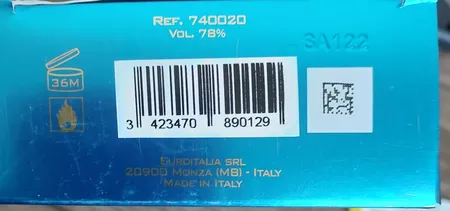 REF. 740020
VOL. 78%
SA122
36M
3 423470 890129
EUROITALIA SRL
20900 MONZA (MB) - ITALY
MADE IN ITALY